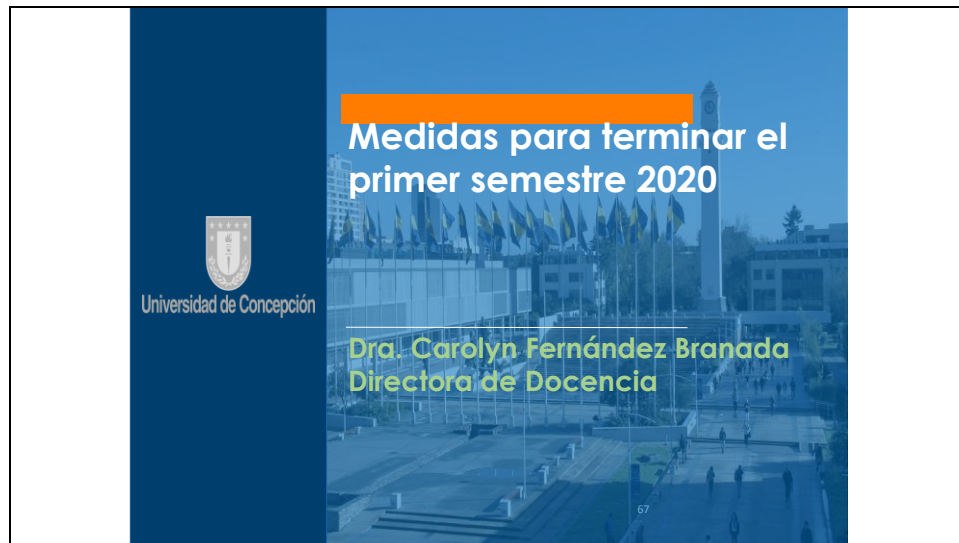 Medidas para terminar el
primer semestre 2020
Universidad de Concepción
Dra. Carolyn Fernández Branada
Directora de Docencia
67